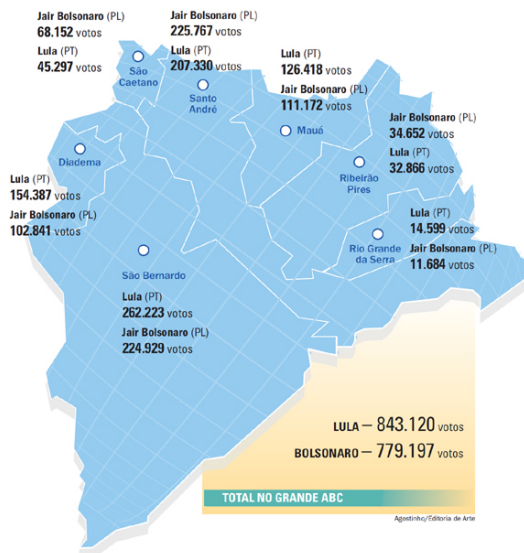 Jair Bolsonaro (PL)
68.152 votos
Lula (PT)
45.297 votos
São
Caetano
Jair Bolsonaro (PL)
225.767 votos
Lula (PT)
207.330 votos
Santo
André
Lula (PT)
126.418 votos
Jair Bolsonaro (PL)
111.172 votos
Mauá
Jair Bolsonaro (PL)
34.652 votos
Lula (PT)
32.866 votos
Ribeirão
Pires
Diadema
Lula (PT)
154.387 votos
Jair Bolsonaro (PL)
102.841 votos
Lula (PT)
14.599 votos
Jair Bolsonaro (PL)
11.684 votos
Rio Grande
da Serra
São Bernardo
Lula (PT)
262.223 votos
Jair Bolsonaro (PL)
224.929 votos
LULA – 843.120 votos
BOLSONARO – 779.197 votos
TOTAL NO GRANDE ABC
Agostinho/Editoria de Arte